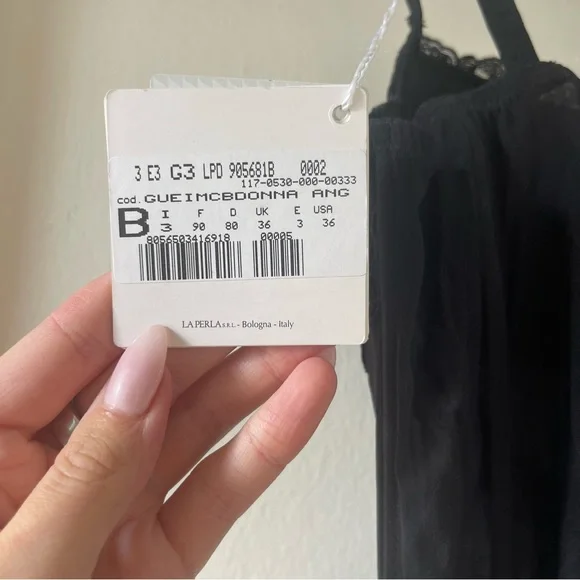 3 E3 G3 LPD 905681B 0002
117-0530-000-00333
cod. GUEIMCBDONNA ANG
B I F D UK E USA
3 90 80 36 3 36
8056503416918 00005
LA PERLA S.R.L. - Bologna - Italy